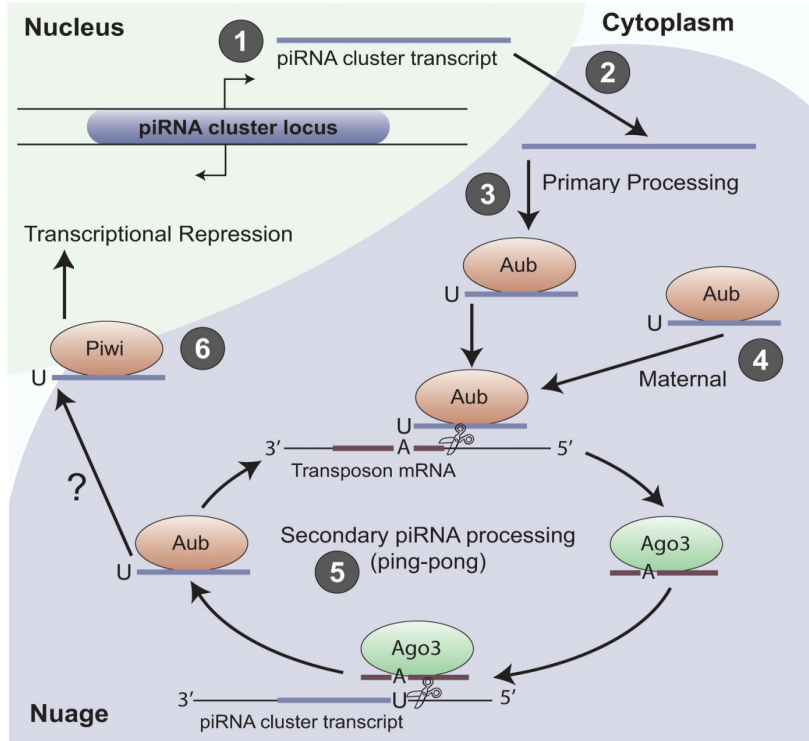 Nucleus
Cytoplasm
1
piRNA cluster transcript
2
piRNA cluster locus
3
Primary Processing
Transcriptional Repression
Aub
U
Aub
U
Piwi
U
6
4
Maternal
Aub
U
3′
A
5′
Transposon mRNA
?
Aub
U
Secondary piRNA processing
(ping-pong)
5
Ago3
A
Ago3
A
3′
U
5′
piRNA cluster transcript
Nuage